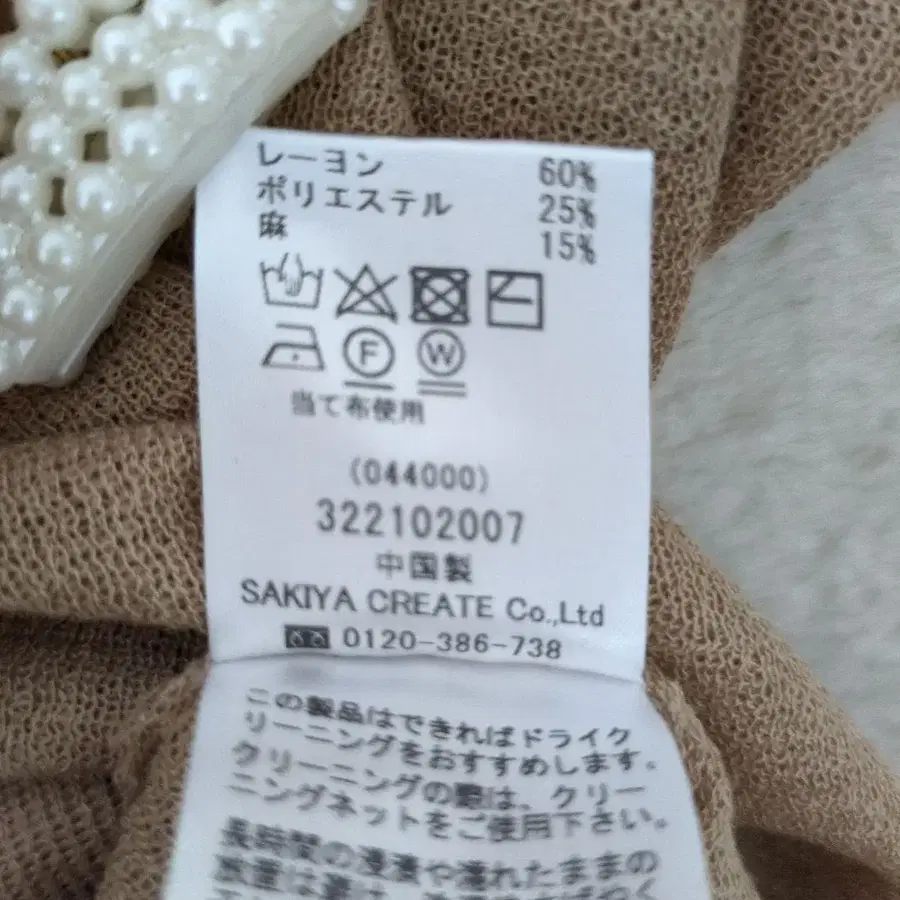 レーヨン 60%
ポリエステル 25%
麻 15%
F W
当て布使用
(044000)
322102007
中国製
SAKIYA CREATE Co.,Ltd
0120-386-738
この製品はできればドライク
リーニングをおすすめします。
クリーニングの際は、クリー
ニングネットをご使用下さい。
長時間の浸漬や濡れたままの
放置は避け